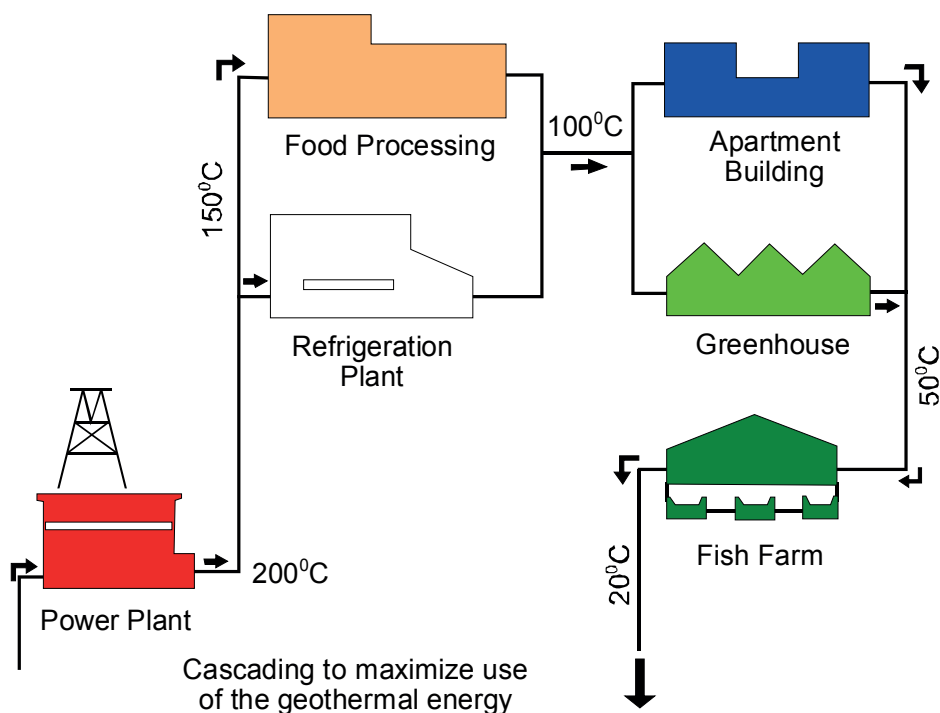 Food Processing
150⁰C
100⁰C
Apartment
Building
Refrigeration
Plant
Greenhouse
50⁰C
Power Plant
200⁰C
Fish Farm
20⁰C
Cascading to maximize use
of the geothermal energy